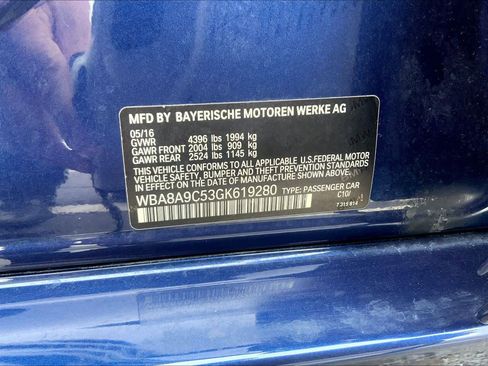 MFD BY BAYERISCHE MOTOREN WERKE AG
05/16
GVWR 4396 lbs 1994 kg
GAWR FRONT 2004 lbs 909 kg
GAWR REAR 2524 lbs 1145 kg
THIS VEHICLE CONFORMS TO ALL APPLICABLE U.S. FEDERAL MOTOR
VEHICLE SAFETY, BUMPER, AND THEFT PREVENTION STANDARDS
IN EFFECT ON THE DATE OF MANUFACTURE SHOWN ABOVE.
WBA8A9C53GK619280 TYPE: PASSENGER CAR
C10/